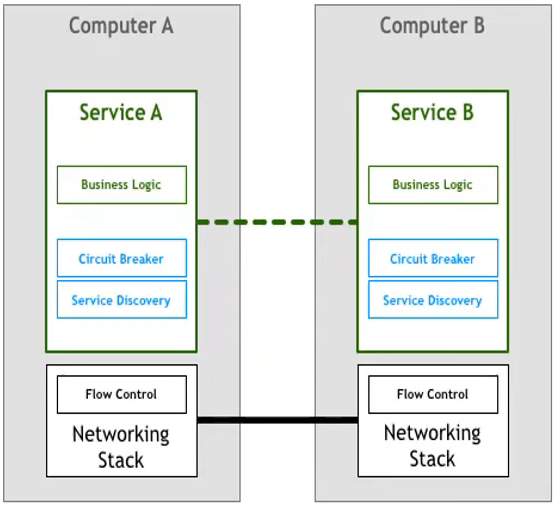 Computer A
Service A
Business Logic
Circuit Breaker
Service Discovery
Flow Control
Networking
Stack
Computer B
Service B
Business Logic
Circuit Breaker
Service Discovery
Flow Control
Networking
Stack